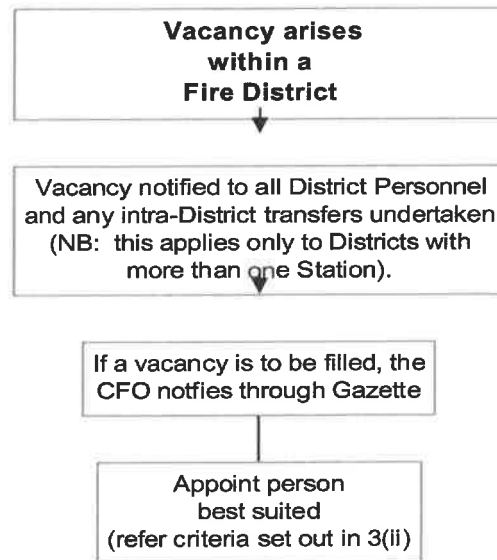 Vacancy arises
within a
Fire District
Vacancy notified to all District Personnel
and any intra-District transfers undertaken
(NB: this applies only to Districts with
more than one Station).
If a vacancy is to be filled, the
CFO notfies through Gazette
Appoint person
best suited
(refer criteria set out in 3(ii)